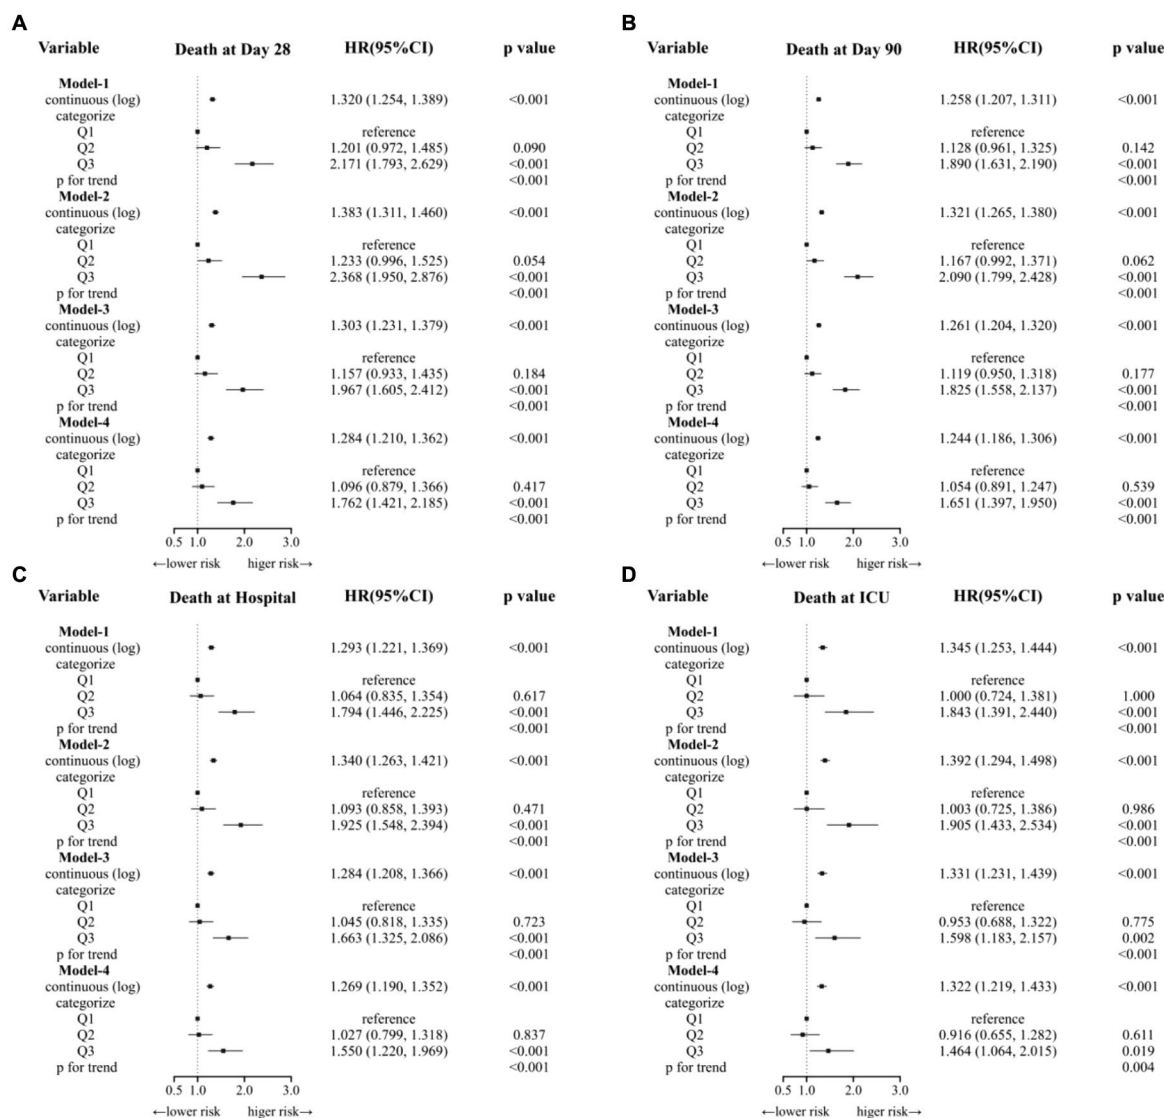 A
Variable Death at Day 28 HR(95%CI) p value
Model-1
continuous (log) 1.320 (1.254, 1.389) <0.001
categorize
Q1 reference
Q2 1.201 (0.972, 1.485) 0.090
Q3 2.171 (1.793, 2.629) <0.001
p for trend <0.001
Model-2
continuous (log) 1.383 (1.311, 1.460) <0.001
categorize
Q1 reference
Q2 1.233 (0.996, 1.525) 0.054
Q3 2.368 (1.950, 2.876) <0.001
p for trend <0.001
Model-3
continuous (log) 1.303 (1.231, 1.379) <0.001
categorize
Q1 reference
Q2 1.157 (0.933, 1.435) 0.184
Q3 1.967 (1.605, 2.412) <0.001
p for trend <0.001
Model-4
continuous (log) 1.284 (1.210, 1.362) <0.001
categorize
Q1 reference
Q2 1.096 (0.879, 1.366) 0.417
Q3 1.762 (1.421, 2.185) <0.001
p for trend <0.001
0.5 1.0 2.0 3.0
←lower risk higer risk→
B
Variable Death at Day 90 HR(95%CI) p value
Model-1
continuous (log) 1.258 (1.207, 1.311) <0.001
categorize
Q1 reference
Q2 1.128 (0.961, 1.325) 0.142
Q3 1.890 (1.631, 2.190) <0.001
p for trend <0.001
Model-2
continuous (log) 1.321 (1.265, 1.380) <0.001
categorize
Q1 reference
Q2 1.167 (0.992, 1.371) 0.062
Q3 2.090 (1.799, 2.428) <0.001
p for trend <0.001
Model-3
continuous (log) 1.261 (1.204, 1.320) <0.001
categorize
Q1 reference
Q2 1.119 (0.950, 1.318) 0.177
Q3 1.825 (1.558, 2.137) <0.001
p for trend <0.001
Model-4
continuous (log) 1.244 (1.186, 1.306) <0.001
categorize
Q1 reference
Q2 1.054 (0.891, 1.247) 0.539
Q3 1.651 (1.397, 1.950) <0.001
p for trend <0.001
0.5 1.0 2.0 3.0
←lower risk higer risk→
C
Variable Death at Hospital HR(95%CI) p value
Model-1
continuous (log) 1.293 (1.221, 1.369) <0.001
categorize
Q1 reference
Q2 1.064 (0.835, 1.354) 0.617
Q3 1.794 (1.446, 2.225) <0.001
p for trend <0.001
Model-2
continuous (log) 1.340 (1.263, 1.421) <0.001
categorize
Q1 reference
Q2 1.093 (0.858, 1.393) 0.471
Q3 1.925 (1.548, 2.394) <0.001
p for trend <0.001
Model-3
continuous (log) 1.284 (1.208, 1.366) <0.001
categorize
Q1 reference
Q2 1.045 (0.818, 1.335) 0.723
Q3 1.663 (1.325, 2.086) <0.001
p for trend <0.001
Model-4
continuous (log) 1.269 (1.190, 1.352) <0.001
categorize
Q1 reference
Q2 1.027 (0.799, 1.318) 0.837
Q3 1.550 (1.220, 1.969) <0.001
p for trend <0.001
0.5 1.0 2.0 3.0
←lower risk higer risk→
D
Variable Death at ICU HR(95%CI) p value
Model-1
continuous (log) 1.345 (1.253, 1.444) <0.001
categorize
Q1 reference
Q2 1.000 (0.724, 1.381) 1.000
Q3 1.843 (1.391, 2.440) <0.001
p for trend <0.001
Model-2
continuous (log) 1.392 (1.294, 1.498) <0.001
categorize
Q1 reference
Q2 1.003 (0.725, 1.386) 0.986
Q3 1.905 (1.433, 2.534) <0.001
p for trend <0.001
Model-3
continuous (log) 1.331 (1.231, 1.439) <0.001
categorize
Q1 reference
Q2 0.953 (0.688, 1.322) 0.775
Q3 1.598 (1.183, 2.157) 0.002
p for trend <0.001
Model-4
continuous (log) 1.322 (1.219, 1.433) <0.001
categorize
Q1 reference
Q2 0.916 (0.655, 1.282) 0.611
Q3 1.464 (1.064, 2.015) 0.019
p for trend 0.004
0.5 1.0 2.0 3.0
←lower risk higer risk→